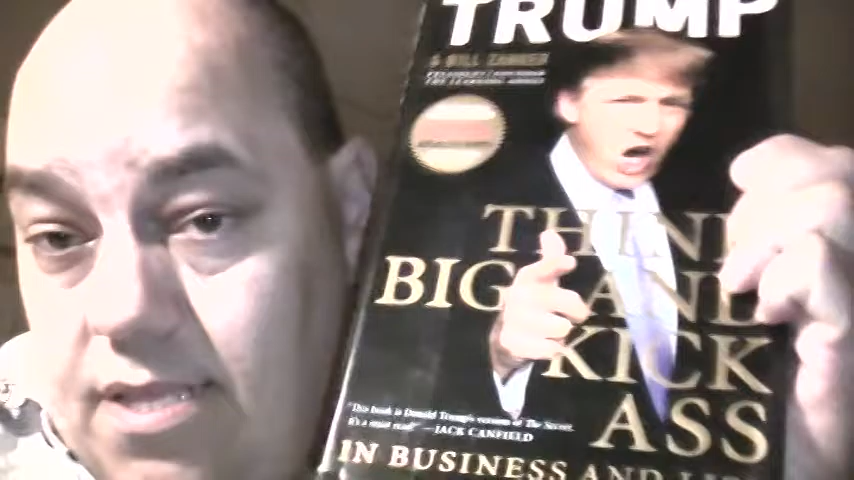 TRUMP
& BILL ZANKER
THINK
BIG AND
KICK
ASS
"This book is Donald Trump's version of The Secret.
It's a must read!" —JACK CANFIELD
IN BUSINESS AND LIFE